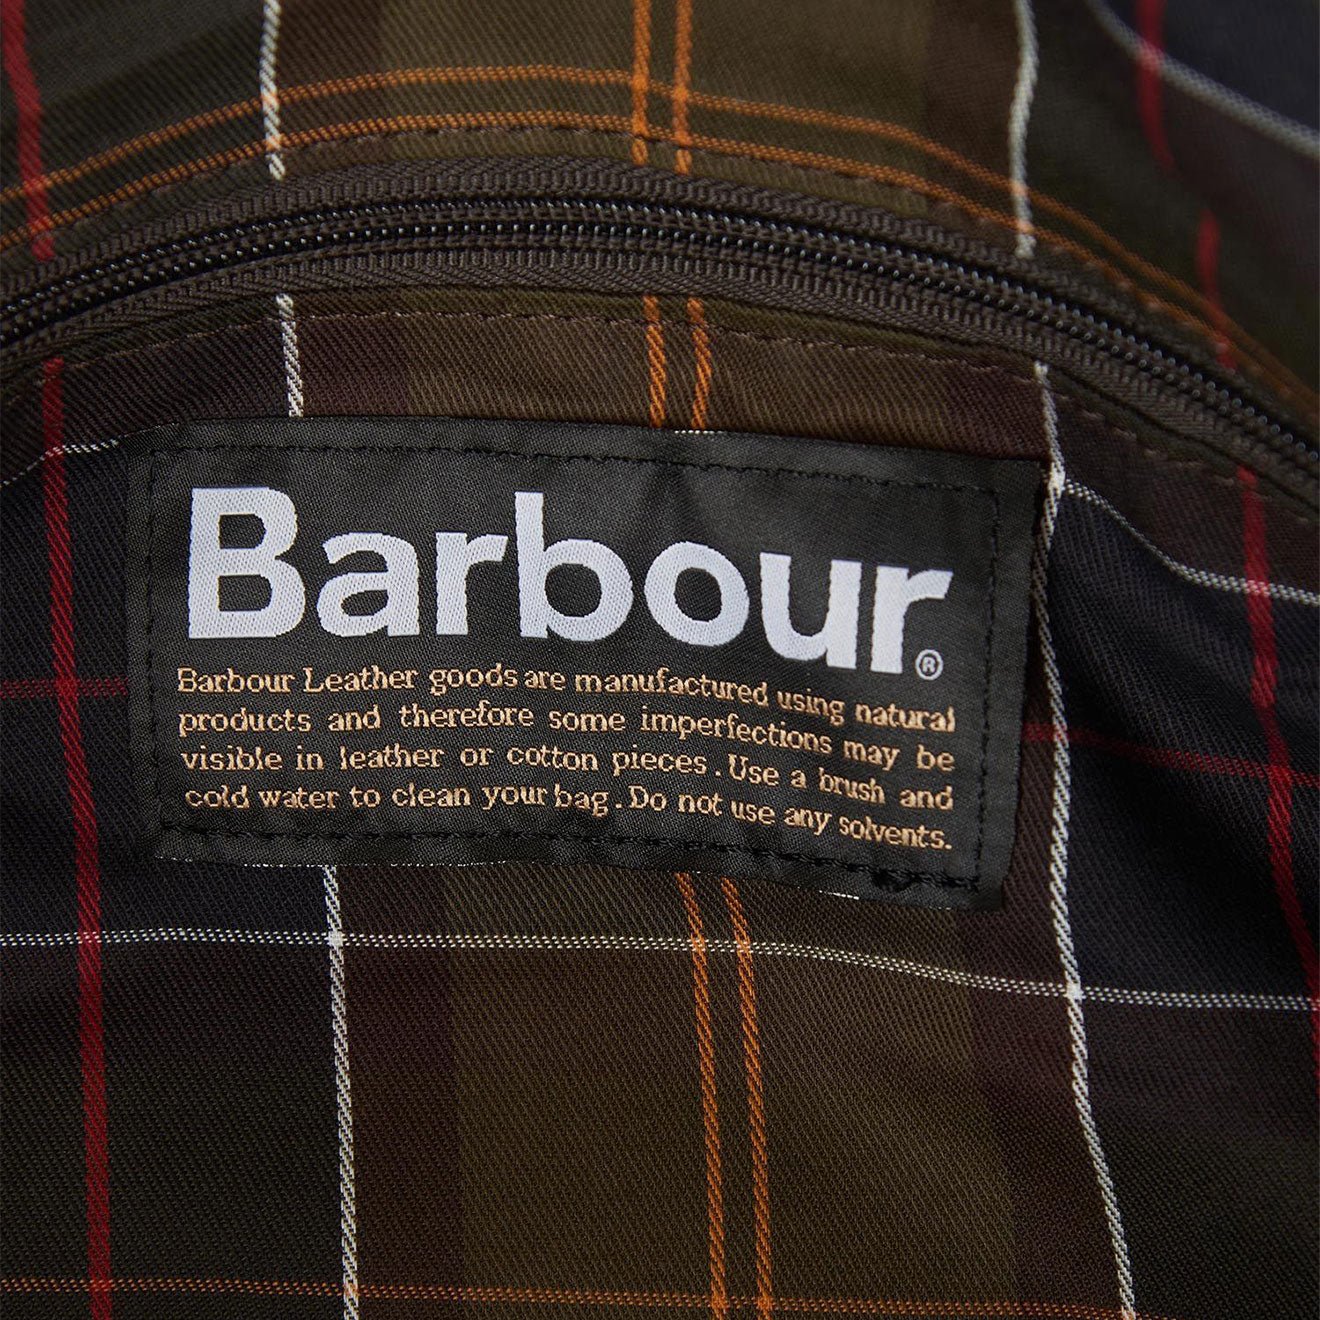 Barbour®
Barbour Leather goods are manufactured using natural
products and therefore some imperfections may be
visible in leather or cotton pieces. Use a brush and
cold water to clean your bag. Do not use any solvents.